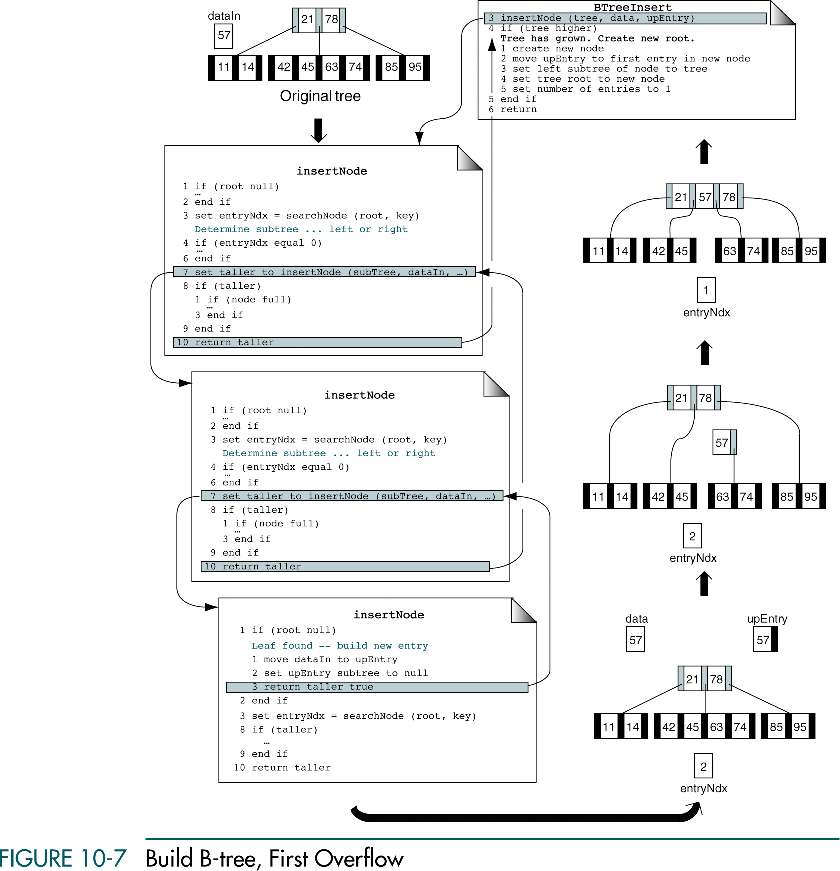 dataIn
57
21 78
11 14 42 45 63 74 85 95
Original tree
BTreeInsert
3 insertNode (tree, data, upEntry)
4 if (tree higher)
Tree has grown. Create new root.
1 create new node
2 move upEntry to first entry in new node
3 set left subtree of node to tree
4 set tree root to new node
5 set number of entries to 1
5 end if
6 return
insertNode
1 if (root null)
…
2 end if
3 set entryNdx = searchNode (root, key)
Determine subtree ... left or right
4 if (entryNdx equal 0)
…
6 end if
7 set taller to insertNode (subTree, dataIn, …)
8 if (taller)
1 if (node full)
…
3 end if
9 end if
10 return taller
insertNode
1 if (root null)
…
2 end if
3 set entryNdx = searchNode (root, key)
Determine subtree ... left or right
4 if (entryNdx equal 0)
…
6 end if
7 set taller to insertNode (subTree, dataIn, …)
8 if (taller)
1 if (node full)
…
3 end if
9 end if
10 return taller
insertNode
1 if (root null)
Leaf found -- build new entry
1 move dataIn to upEntry
2 set upEntry subtree to null
3 return taller true
2 end if
3 set entryNdx = searchNode (root, key)
8 if (taller)
…
9 end if
10 return taller
21 57 78
11 14 42 45 63 74 85 95
1
entryNdx
21 78
57
11 14 42 45 63 74 85 95
2
entryNdx
data upEntry
57 57
21 78
11 14 42 45 63 74 85 95
2
entryNdx
FIGURE 10-7 Build B-tree, First Overflow